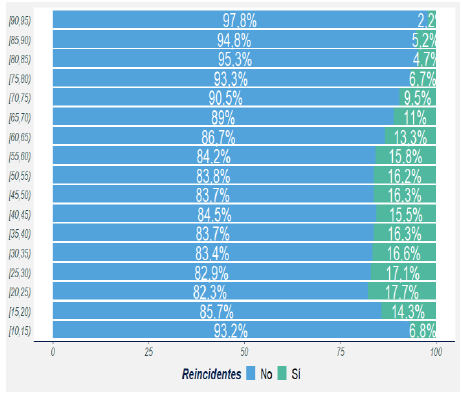 [90,95) 97,8% 2,2%
[85,90) 94,8% 5,2%
[80,85) 95,3% 4,7%
[75,80) 93,3% 6,7%
[70,75) 90,5% 9,5%
[65,70) 89% 11%
[60,65) 86,7% 13,3%
[55,60) 84,2% 15,8%
[50,55) 83,8% 16,2%
[45,50) 83,7% 16,3%
[40,45) 84,5% 15,5%
[35,40) 83,7% 16,3%
[30,35) 83,4% 16,6%
[25,30) 82,9% 17,1%
[20,25) 82,3% 17,7%
[15,20) 85,7% 14,3%
[10,15) 93,2% 6,8%
0 25 50 75 100
Reincidentes No Sí